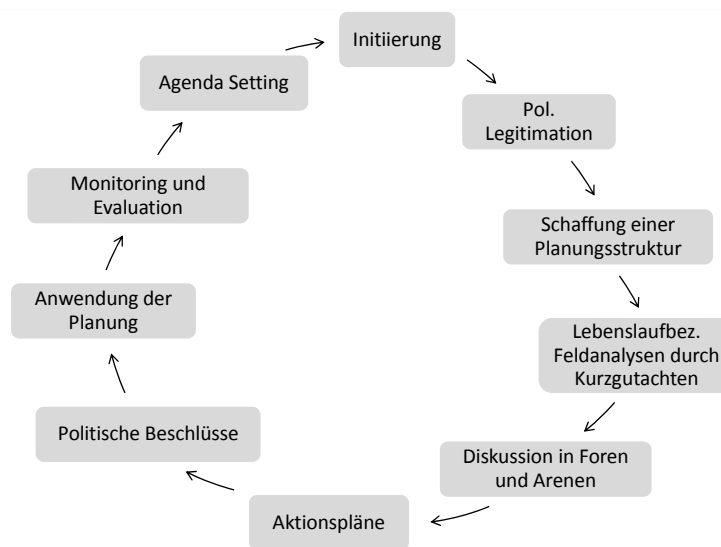 Initiierung
Pol.
Legitimation
Schaffung einer
Planungsstruktur
Lebenslaufbez.
Feldanalysen durch
Kurzgutachten
Diskussion in Foren
und Arenen
Aktionspläne
Politische Beschlüsse
Anwendung der
Planung
Monitoring und
Evaluation
Agenda Setting